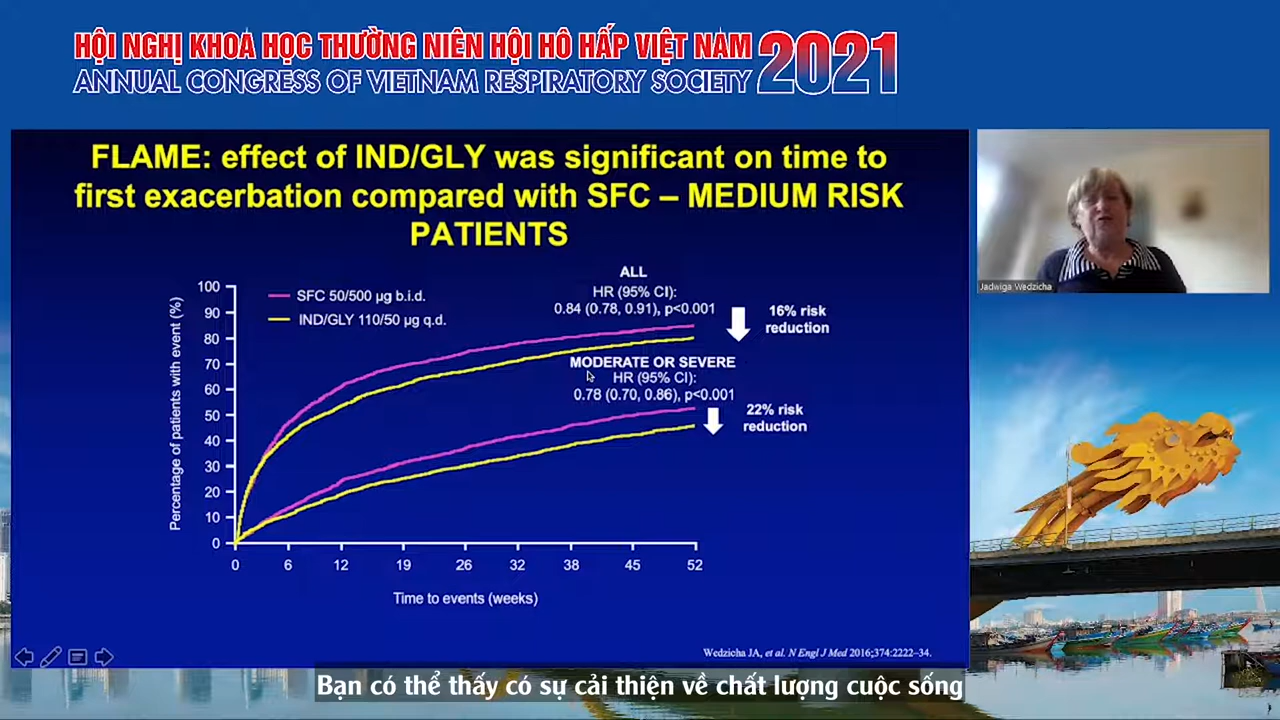 HỘI NGHỊ KHOA HỌC THƯỜNG NIÊN HỘI HÔ HẤP VIỆT NAM 2021
ANNUAL CONGRESS OF VIETNAM RESPIRATORY SOCIETY
FLAME: effect of IND/GLY was significant on time to
first exacerbation compared with SFC – MEDIUM RISK
PATIENTS
Jadwiga Wedzicha
Percentage of patients with event (%)
100
90
80
70
60
50
40
30
20
10
0
SFC 50/500 µg b.i.d.
IND/GLY 110/50 µg q.d.
ALL
HR (95% CI):
0.84 (0.78, 0.91), p<0.001
16% risk
reduction
MODERATE OR SEVERE
HR (95% CI):
0.78 (0.70, 0.86), p<0.001
22% risk
reduction
0 6 12 19 26 32 38 45 52
Time to events (weeks)
Wedzicha JA, et al. N Engl J Med 2016;374:2222–34.
Bạn có thể thấy có sự cải thiện về chất lượng cuộc sống